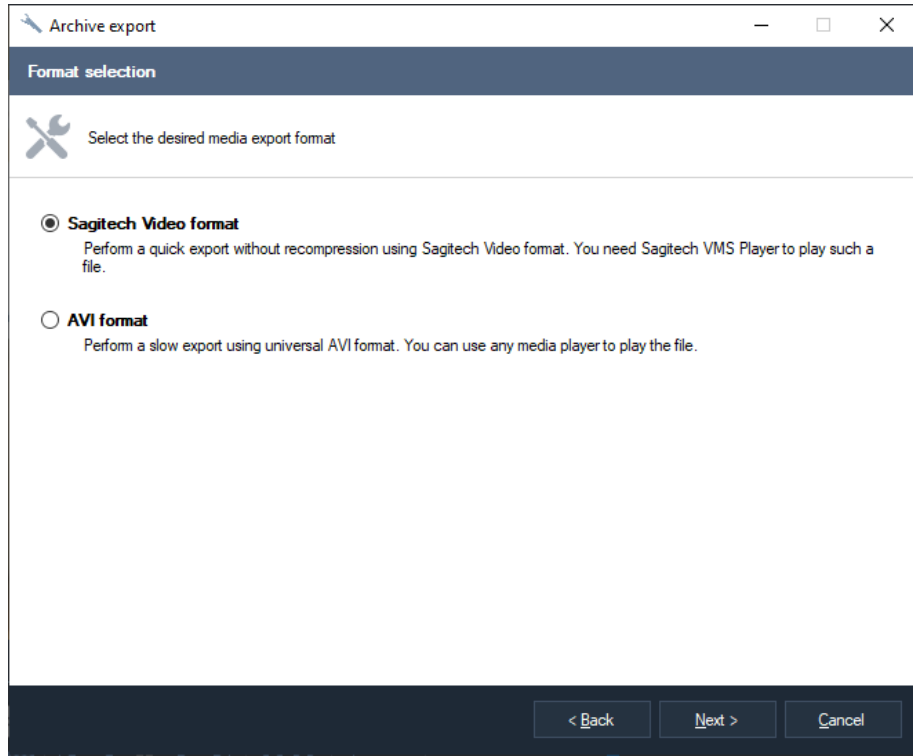 Archive export
Format selection
Select the desired media export format
Sagitech Video format
Perform a quick export without recompression using Sagitech Video format. You need Sagitech VMS Player to play such a
file.
AVI format
Perform a slow export using universal AVI format. You can use any media player to play the file.
< Back
Next >
Cancel